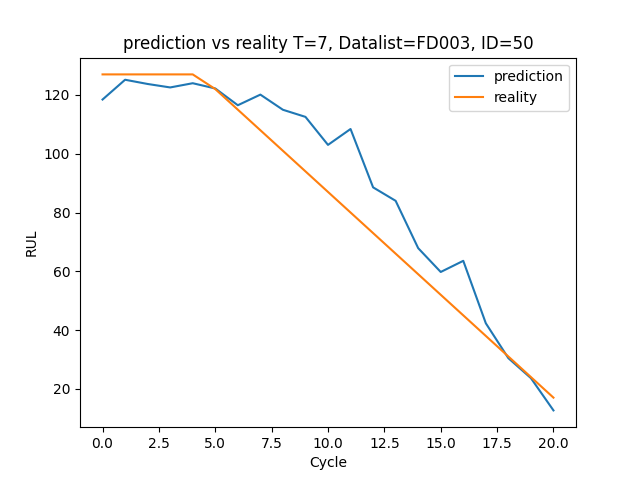 prediction vs reality T=7, Datalist=FD003, ID=50
prediction
reality
120
100
80
60
40
20
RUL
0.0 2.5 5.0 7.5 10.0 12.5 15.0 17.5 20.0
Cycle